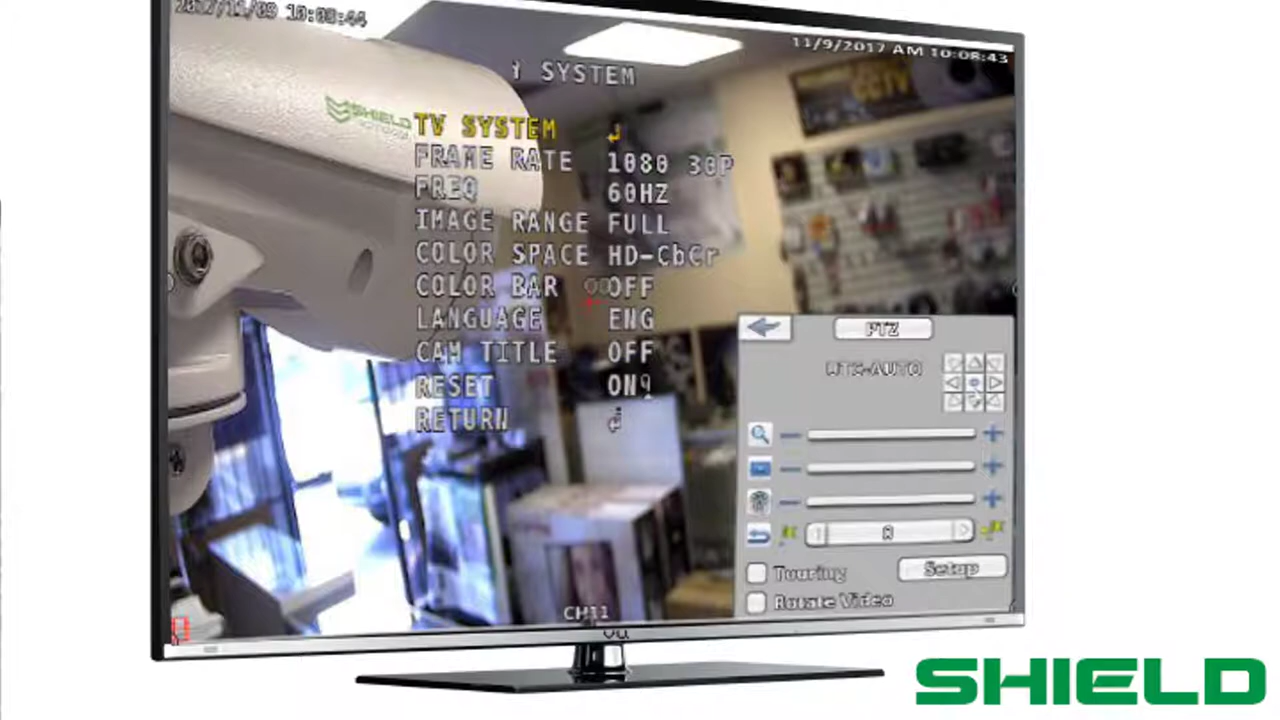 2017/11/09 10:08:44
11/9/2017 AM 10:08:43
SYSTEM
SHIELD
TV SYSTEM ↲
FRAME RATE 1080 30P
FREQ 60HZ
IMAGE RANGE FULL
COLOR SPACE HD-CbCr
COLOR BAR OFF
LANGUAGE ENG
CAM TITLE OFF
RESET ON
RETURN ↲
CCTV
PTZ
UTC-AUTO
Touring
Setup
Rotate Video
CH11
SHIELD